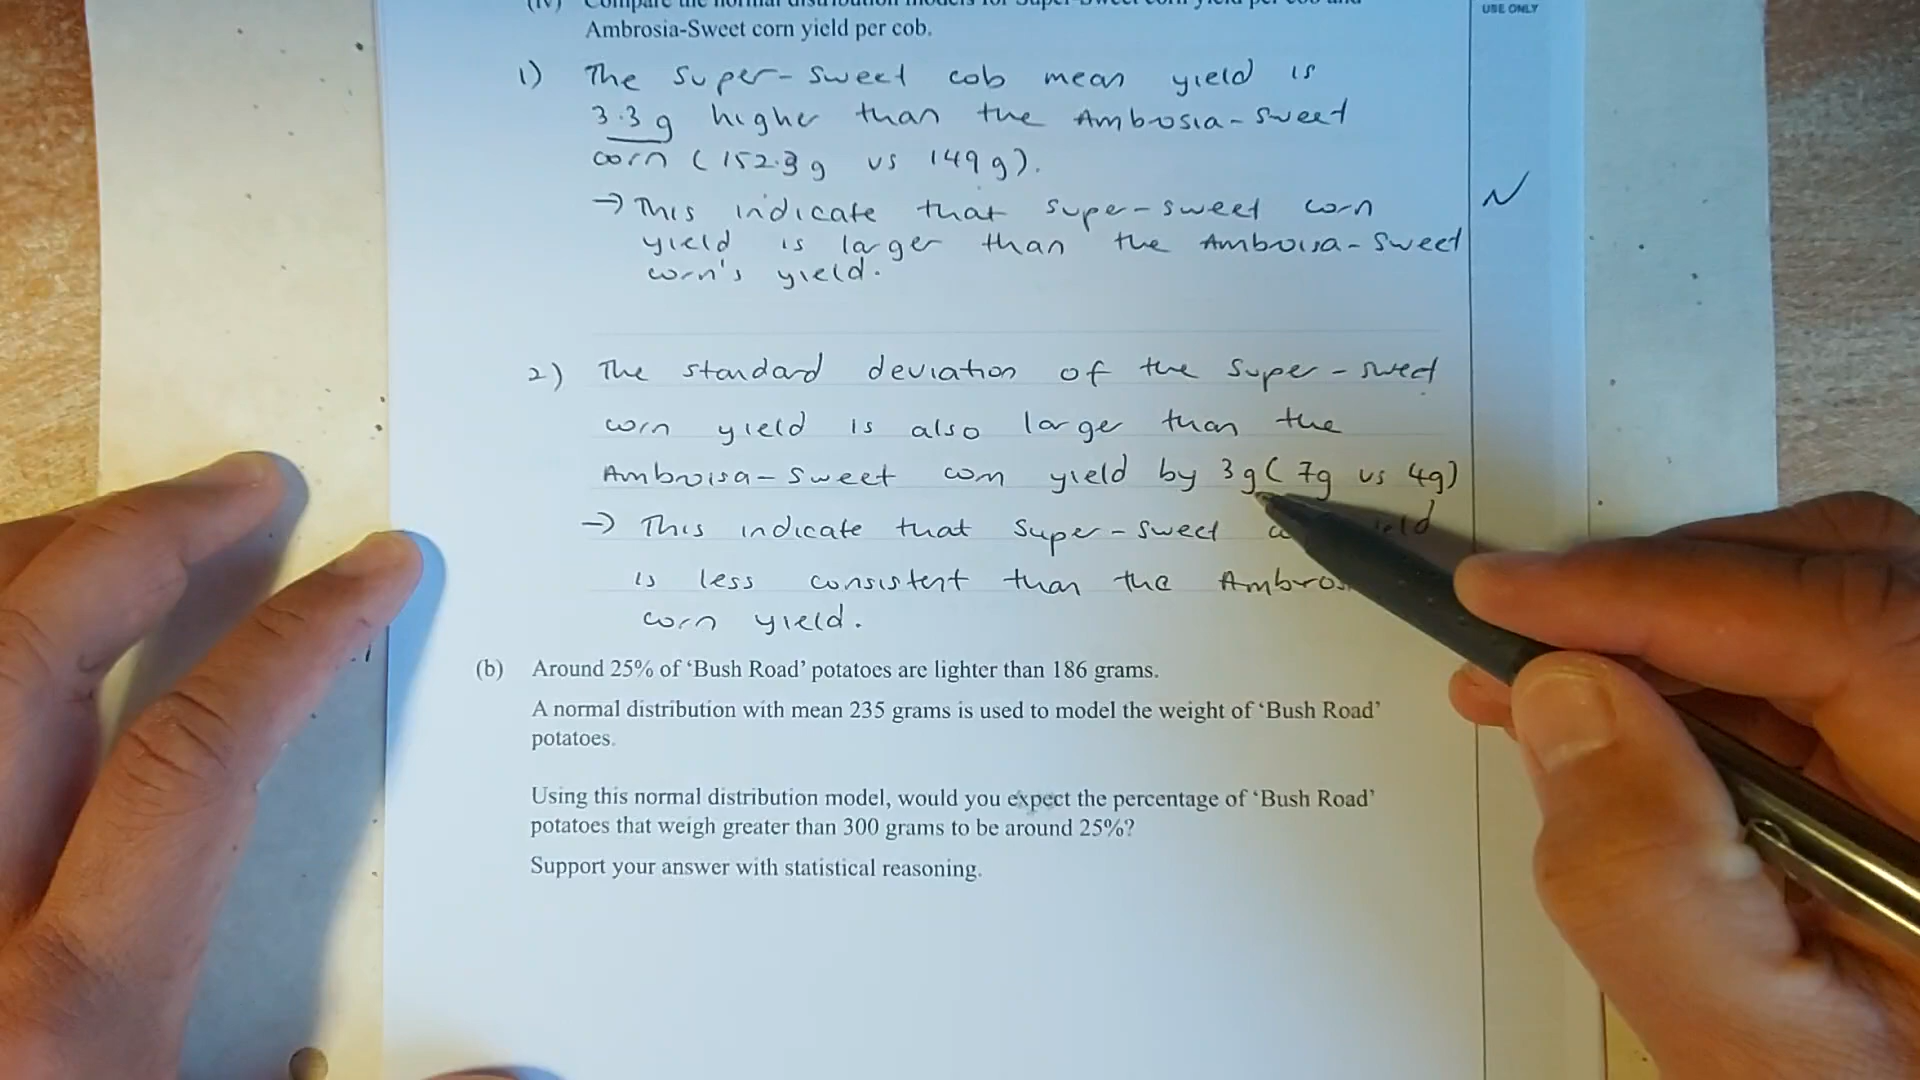 USE ONLY
Ambrosia-Sweet corn yield per cob.
1) The super-sweet cob mean yield is
3.3g higher than the Ambrosia-sweet
corn (152.3g vs 149g).
→ This indicate that super-sweet corn
yield is larger than the Ambroisa-sweet
corn's yield.
2) The standard deviation of the super-sweet
corn yield is also larger than the
Ambroisa-sweet corn yield by 3g (7g vs 4g)
→ This indicate that super-sweet
is less consistent than the
corn yield.
(b) Around 25% of ‘Bush Road’ potatoes are lighter than 186 grams.
A normal distribution with mean 235 grams is used to model the weight of ‘Bush Road’
potatoes.
Using this normal distribution model, would you expect the percentage of ‘Bush Road’
potatoes that weigh greater than 300 grams to be around 25%?
Support your answer with statistical reasoning.